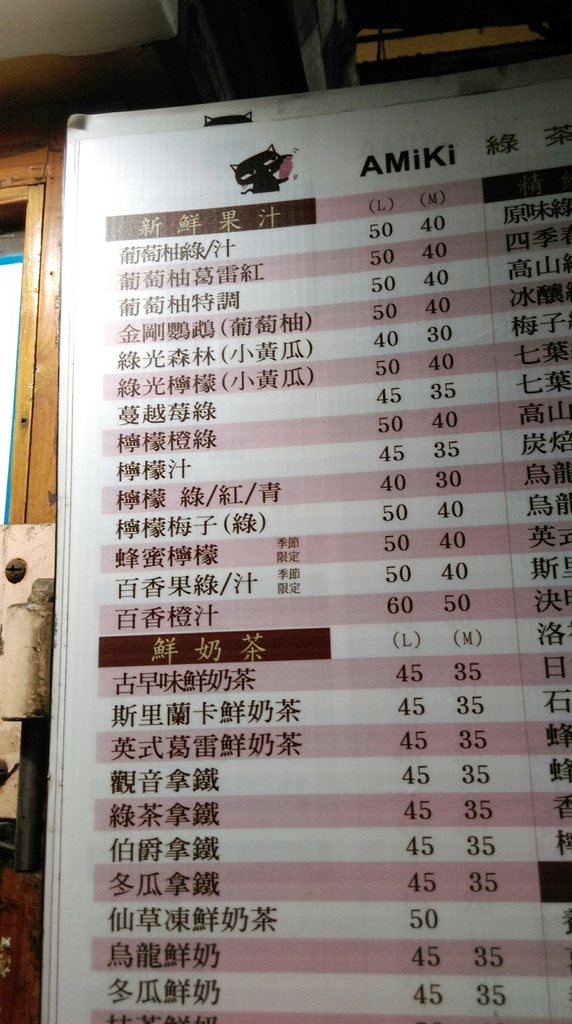 AMiKi 綠茶
新鮮果汁 (L) (M)
葡萄柚綠/汁 50 40
葡萄柚葛雷紅 50 40
葡萄柚特調 50 40
金剛鸚鵡(葡萄柚) 50 40
綠光森林(小黃瓜) 40 30
綠光檸檬(小黃瓜) 50 40
蔓越莓綠 45 35
檸檬橙綠 50 40
檸檬汁 45 35
檸檬 綠/紅/青 40 30
檸檬梅子(綠) 50 40
蜂蜜檸檬 季節限定 50 40
百香果綠/汁 季節限定 50 40
百香橙汁 60 50
鮮奶茶 (L) (M)
古早味鮮奶茶 45 35
斯里蘭卡鮮奶茶 45 35
英式葛雷鮮奶茶 45 35
觀音拿鐵 45 35
綠茶拿鐵 45 35
伯爵拿鐵 45 35
冬瓜拿鐵 45 35
仙草凍鮮奶茶 50
烏龍鮮奶 45 35
冬瓜鮮奶 45 35
精
原味綠
四季春
高山
冰釀
梅子
七葉
七葉
高山
炭焙
烏龍
烏龍
英式
斯里
決明
洛
日
石
蜂
蜂
香